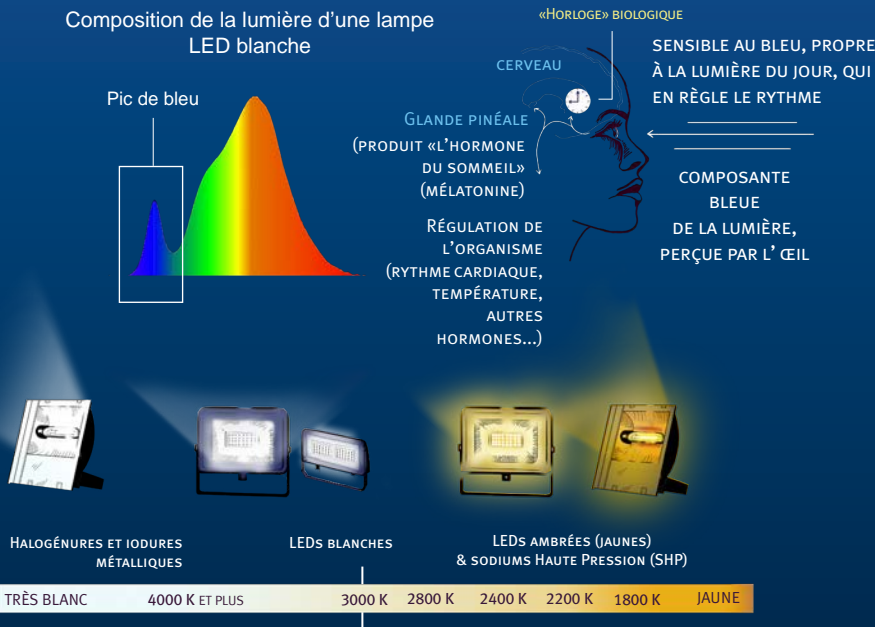 Composition de la lumière d'une lampe
LED blanche
Pic de bleu
«HORLOGE» BIOLOGIQUE
CERVEAU
GLANDE PINÉALE
(PRODUIT «L'HORMONE
DU SOMMEIL»
(MÉLATONINE)
RÉGULATION DE
L'ORGANISME
(RYTHME CARDIAQUE,
TEMPÉRATURE,
AUTRES
HORMONES...)
SENSIBLE AU BLEU, PROPRE
À LA LUMIÈRE DU JOUR, QUI
EN RÈGLE LE RYTHME
COMPOSANTE
BLEUE
DE LA LUMIÈRE,
PERÇUE PAR L' ŒIL
HALOGÉNURES ET IODURES
MÉTALLIQUES
LEDS BLANCHES
LEDS AMBRÉES (JAUNES)
& SODIUMS HAUTE PRESSION (SHP)
TRÈS BLANC 4000 K ET PLUS 3000 K 2800 K 2400 K 2200 K 1800 K JAUNE